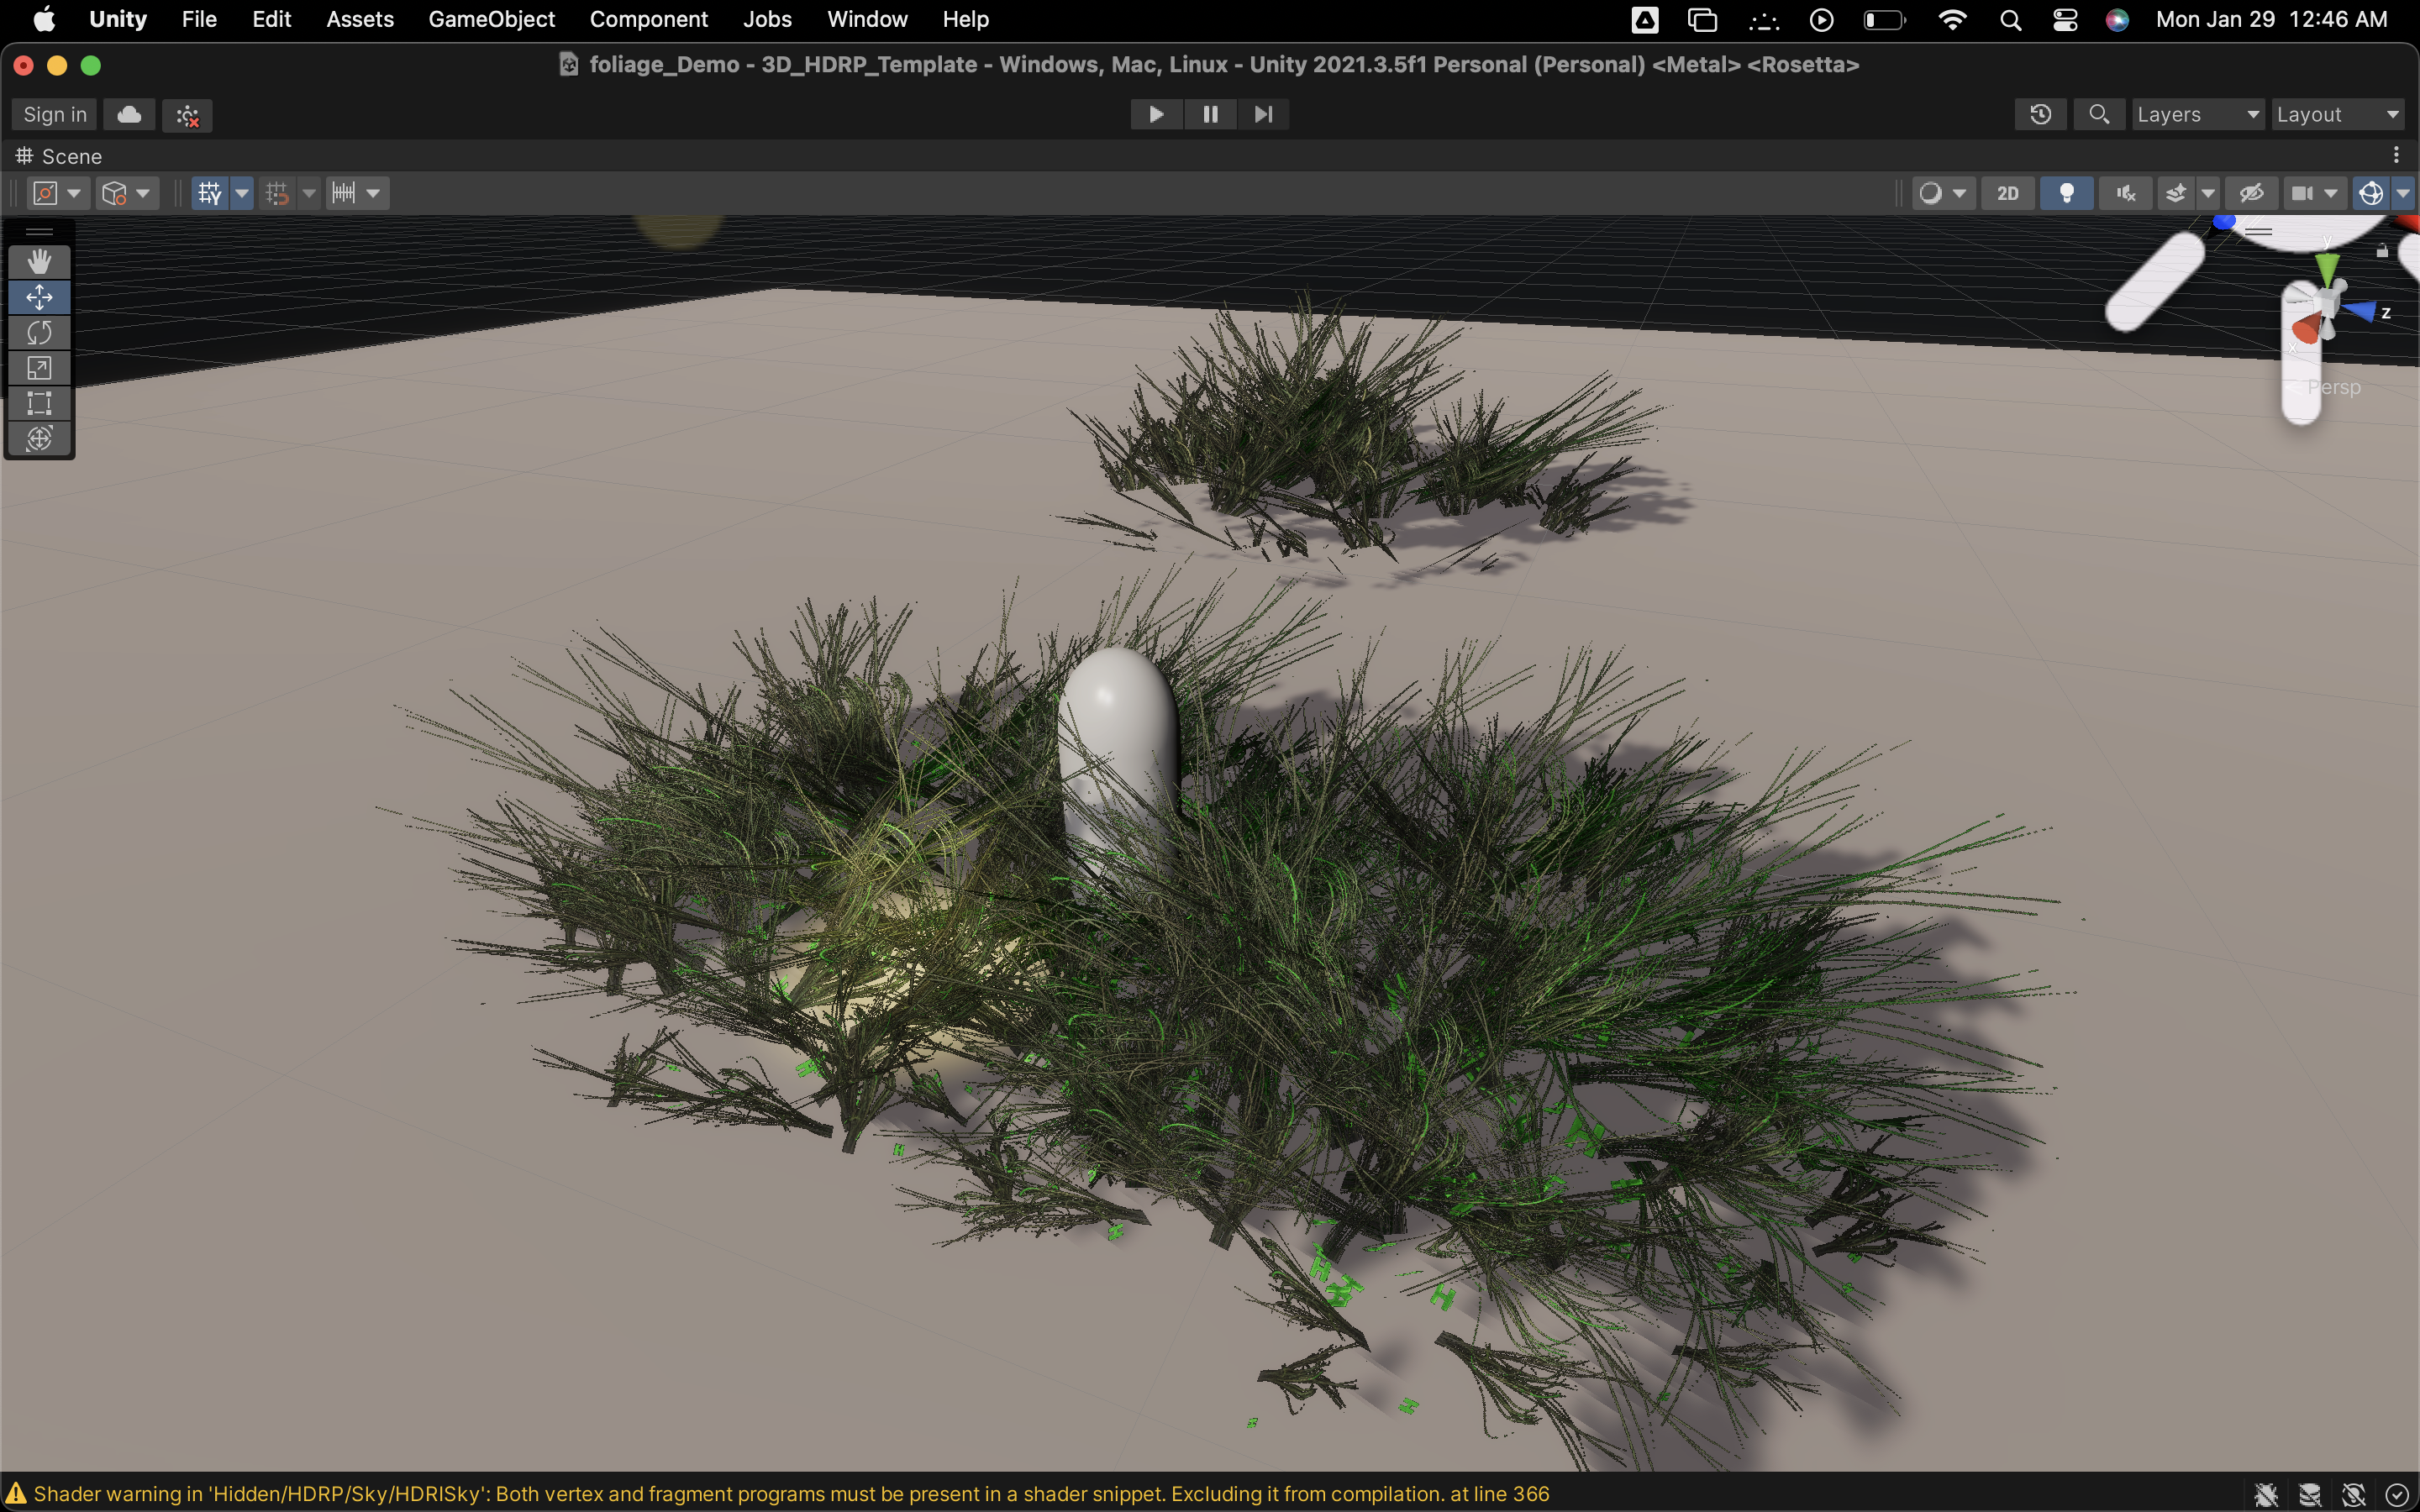 Unity File Edit Assets GameObject Component Jobs Window Help Mon Jan 29 12:46 AM
foliage_Demo - 3D_HDRP_Template - Windows, Mac, Linux - Unity 2021.3.5f1 Personal (Personal) <Metal> <Rosetta>
Sign in Layers Layout
Scene
2D
y
z
x
Persp
H
H
H
Shader warning in 'Hidden/HDRP/Sky/HDRISky': Both vertex and fragment programs must be present in a shader snippet. Excluding it from compilation. at line 366